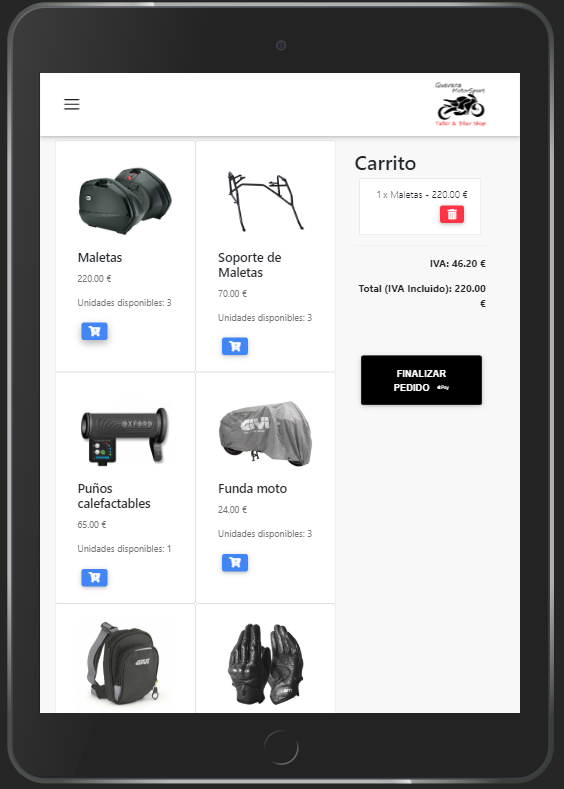 Guevara
MotorSport
Taller & Biker Shop
Maletas
220.00 €
Unidades disponibles: 3
Soporte de
Maletas
70.00 €
Unidades disponibles: 3
OXFORD
Puños
calefactables
65.00 €
Unidades disponibles: 1
GIVI
Funda moto
24.00 €
Unidades disponibles: 3
GIVI
Carrito
1 x Maletas - 220.00 €
IVA: 46.20 €
Total (IVA Incluido): 220.00
€
FINALIZAR
PEDIDO Pay